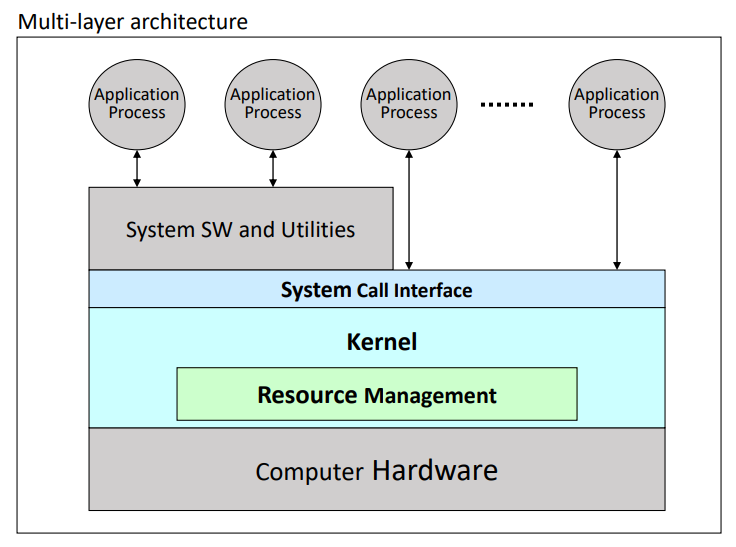 Multi-layer architecture
Application
Process
Application
Process
Application
Process
Application
Process
System SW and Utilities
System Call Interface
Kernel
Resource Management
Computer Hardware